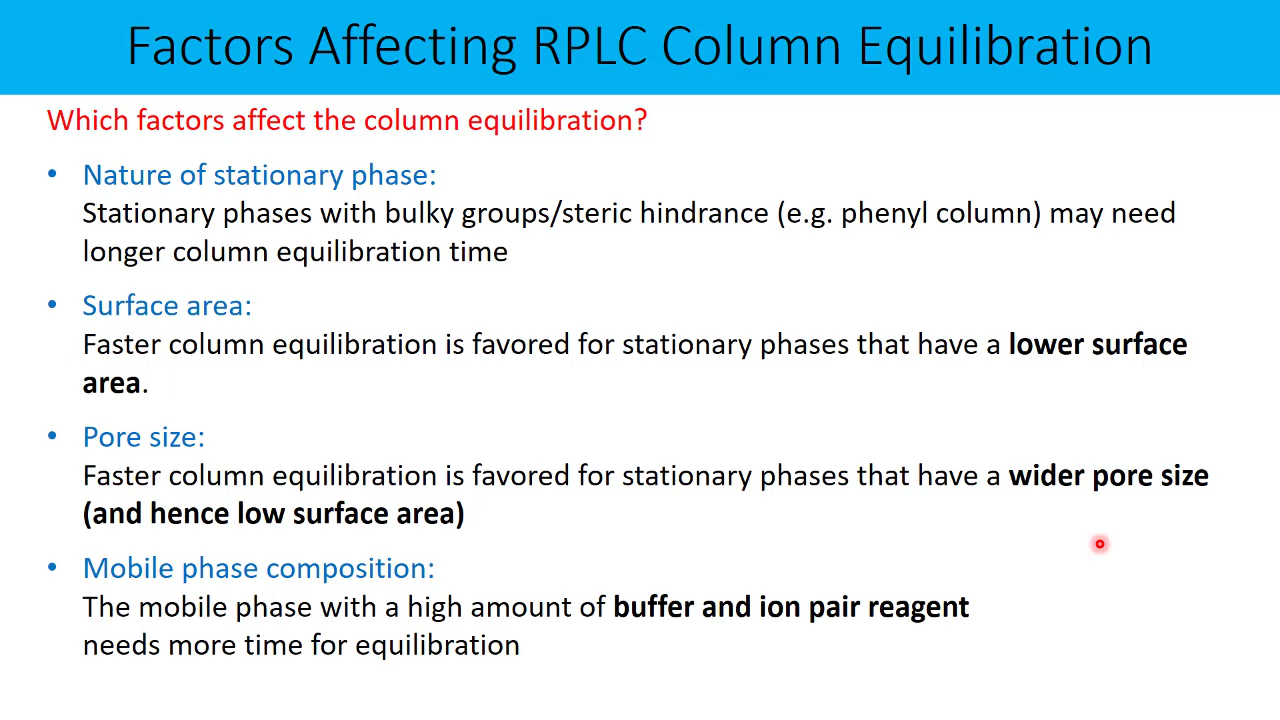 Factors Affecting RPLC Column Equilibration
Which factors affect the column equilibration?
• Nature of stationary phase:
Stationary phases with bulky groups/steric hindrance (e.g. phenyl column) may need
longer column equilibration time
• Surface area:
Faster column equilibration is favored for stationary phases that have a lower surface
area.
• Pore size:
Faster column equilibration is favored for stationary phases that have a wider pore size
(and hence low surface area)
• Mobile phase composition:
The mobile phase with a high amount of buffer and ion pair reagent
needs more time for equilibration